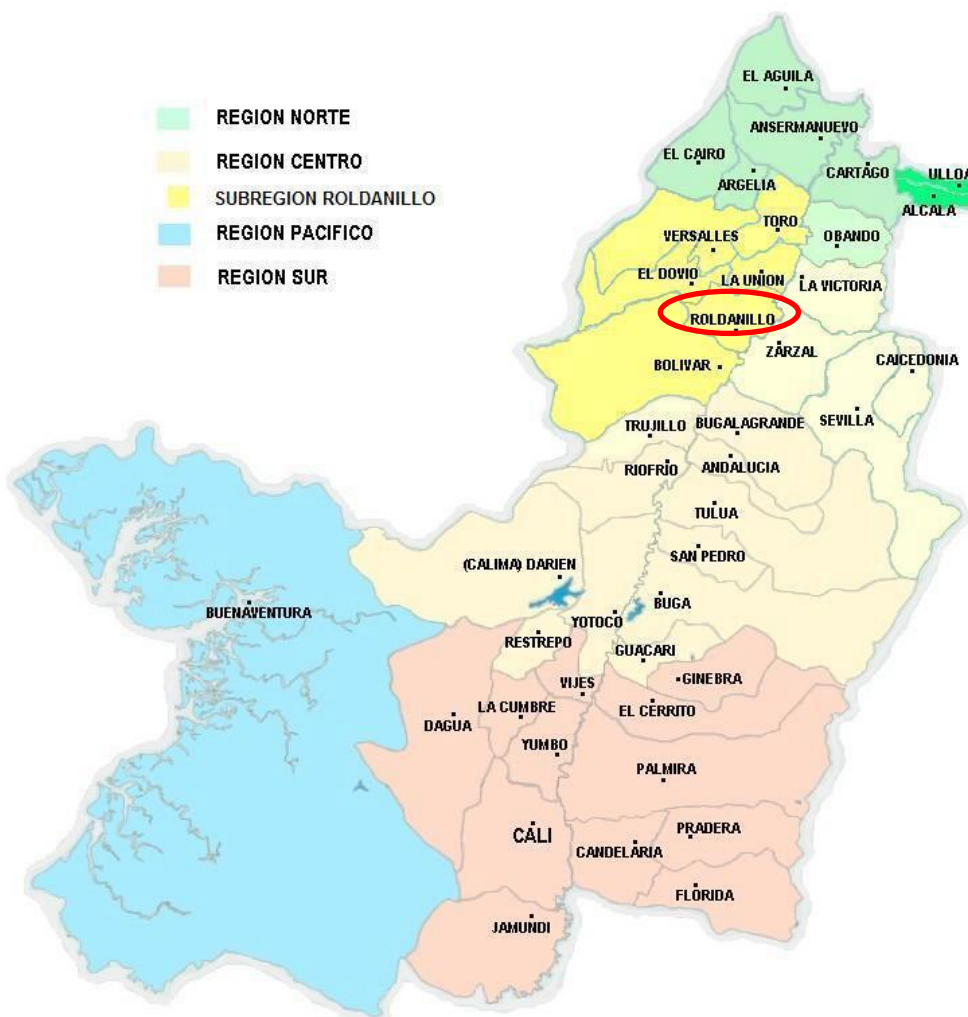 REGION NORTE
REGION CENTRO
SUBREGION ROLDANILLO
REGION PACIFICO
REGION SUR
EL AGUILA
ANSERMANUEVO
EL CAIRO
CARTAGO
ULLOA
ARGELIA
ALCALA
TORO
VERSALLES
OBANDO
EL DOVIO
LA UNION
LA VICTORIA
ROLDANILLO
ZARZAL
CAICEDONIA
BOLIVAR
TRUJILLO
BUGALAGRANDE
SEVILLA
RIOFRIO
ANDALUCIA
TULUA
SAN PEDRO
(CALIMA) DARIEN
BUENAVENTURA
YOTOCO
BUGA
RESTREPO
GUACARI
VIJES
GINEBRA
LA CUMBRE
EL CERRITO
DAGUA
YUMBO
PALMIRA
CALI
CANDELARIA
PRADERA
FLORIDA
JAMUNDI